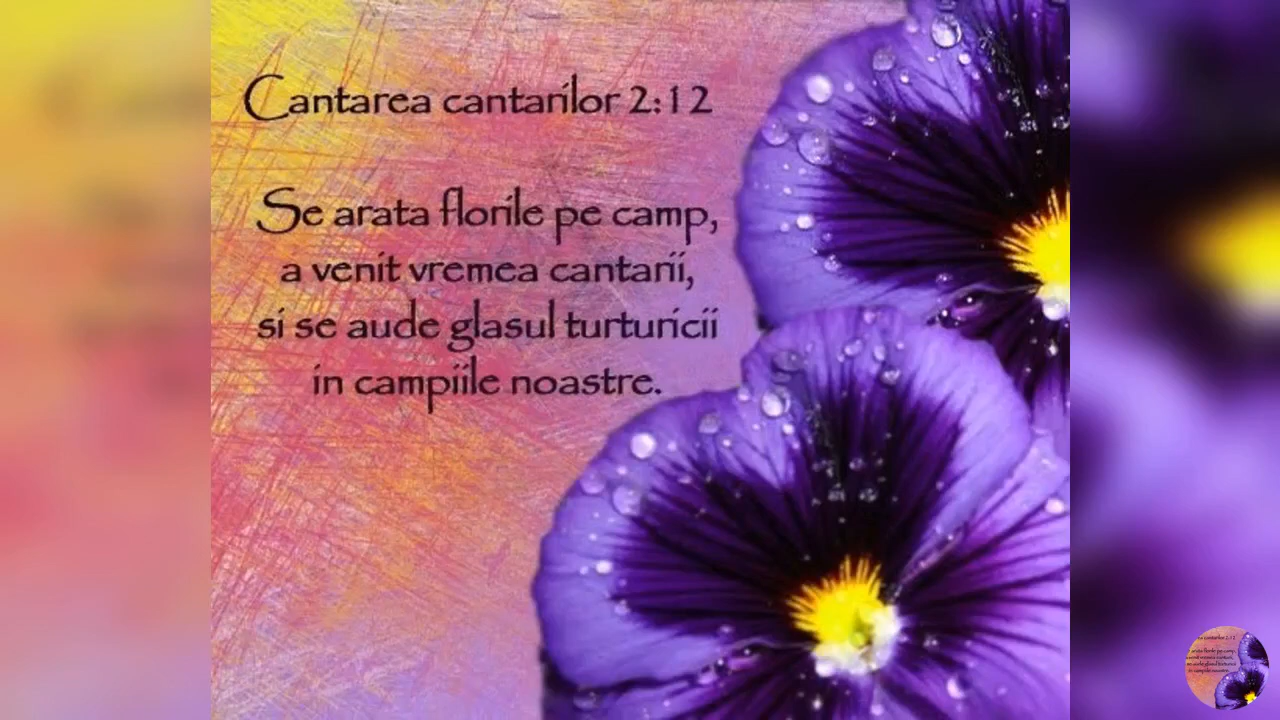 Cantarea cantarilor 2:12
Se arata florile pe camp,
a venit vremea cantarii,
si se aude glasul turturicii
in campiile noastre.